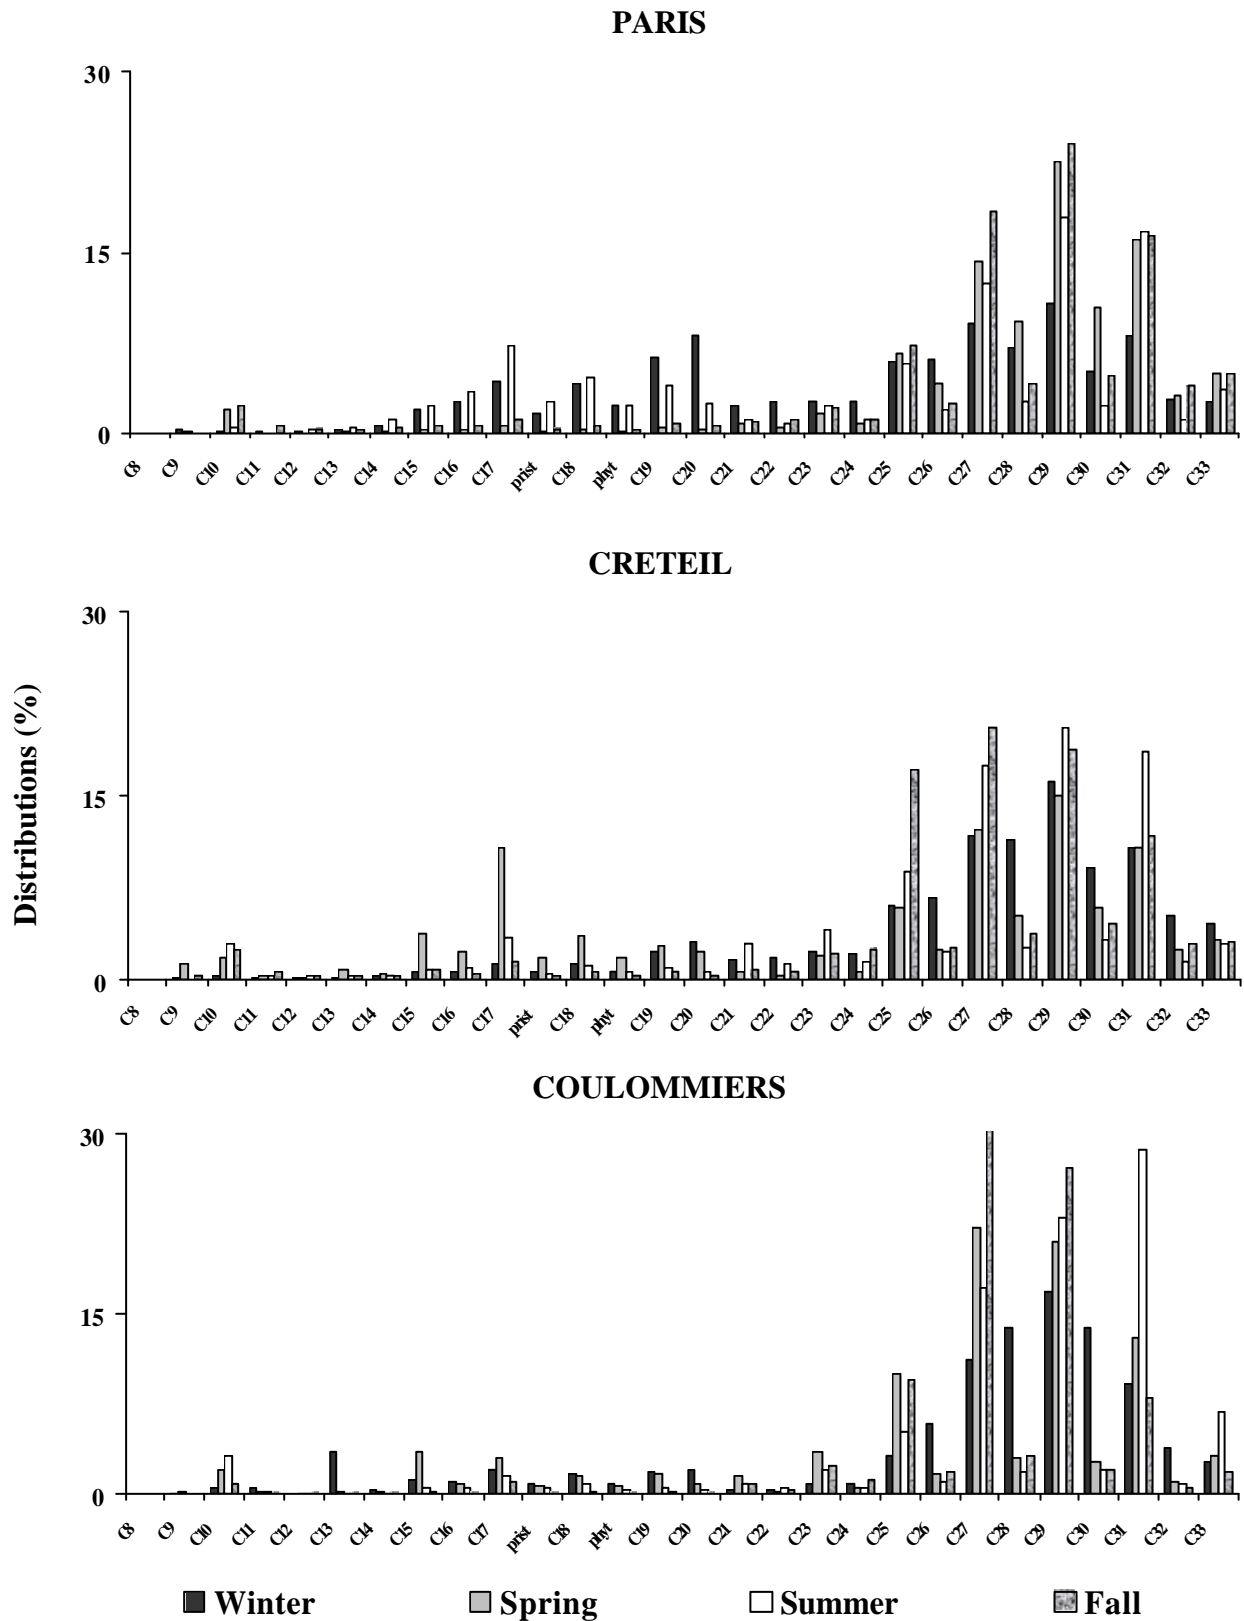 PARIS
30
15
0
C8 C9 C10 C11 C12 C13 C14 C15 C16 C17 prist C18 phyt C19 C20 C21 C22 C23 C24 C25 C26 C27 C28 C29 C30 C31 C32 C33
CRETEIL
Distributions (%)
30
15
0
C8 C9 C10 C11 C12 C13 C14 C15 C16 C17 prist C18 phyt C19 C20 C21 C22 C23 C24 C25 C26 C27 C28 C29 C30 C31 C32 C33
COULOMMIERS
30
15
0
C8 C9 C10 C11 C12 C13 C14 C15 C16 C17 prist C18 phyt C19 C20 C21 C22 C23 C24 C25 C26 C27 C28 C29 C30 C31 C32 C33
Winter Spring Summer Fall